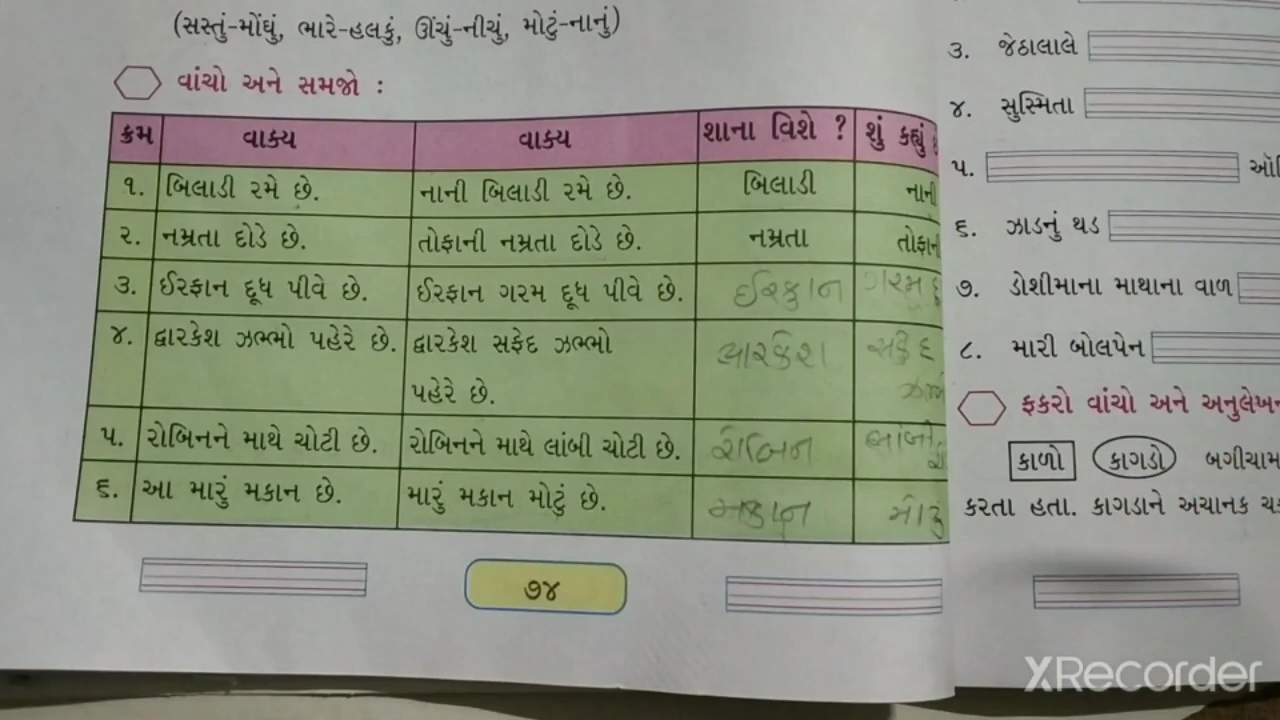 (સસ્તું-મોંઘું, ભારે-હલકું, ઊંચું-નીચું, મોટું-નાનું)
વાંચો અને સમજો :
ક્રમ વાક્ય વાક્ય શાના વિશે ? શું કહ્યું
૧. બિલાડી રમે છે. નાની બિલાડી રમે છે. બિલાડી નાની
૨. નમ્રતા દોડે છે. તોફાની નમ્રતા દોડે છે. નમ્રતા તોફાની
૩. ઈરફાન દૂધ પીવે છે. ઈરફાન ગરમ દૂધ પીવે છે. ઈરફાન ગરમ
૪. દ્વારકેશ ઝભ્ભો પહેરે છે. દ્વારકેશ સફેદ ઝભ્ભો સફેદ
પહેરે છે.
૫. રોબિનને માથે ચોટી છે. રોબિનને માથે લાંબી ચોટી છે. રોબિન લાંબી
૬. આ મારું મકાન છે. મારું મકાન મોટું છે. મકાન મોટું
૭૪
૩. જેઠાલાલે
૪. સુસ્મિતા
૫.
૬. ઝાડનું થડ
૭. ડોશીમાના માથાના વાળ
૮. મારી બોલપેન
ફકરો વાંચો અને અનુલેખન
કાળો કાગડો બગીચામ
કરતા હતા. કાગડાને અચાનક
XRecorder